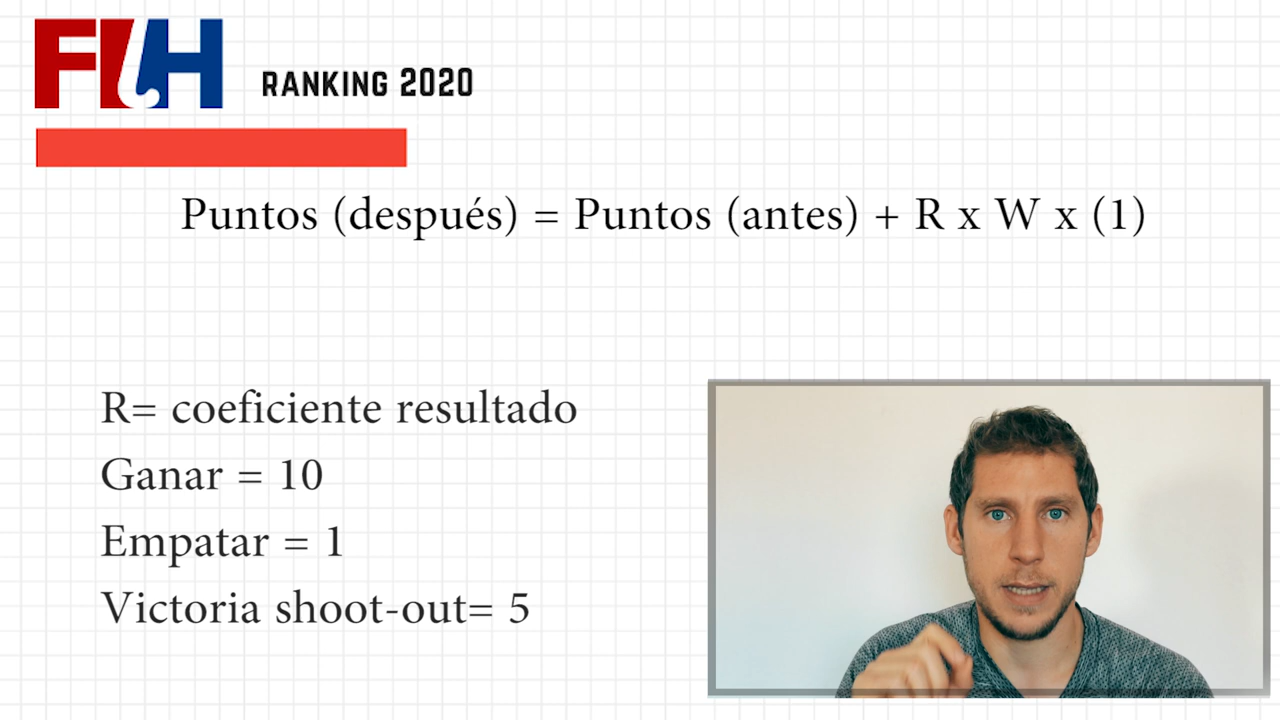 FIH
RANKING 2020
Puntos (después) = Puntos (antes) + R x W x (1)
R= coeficiente resultado
Ganar = 10
Empatar = 1
Victoria shoot-out= 5